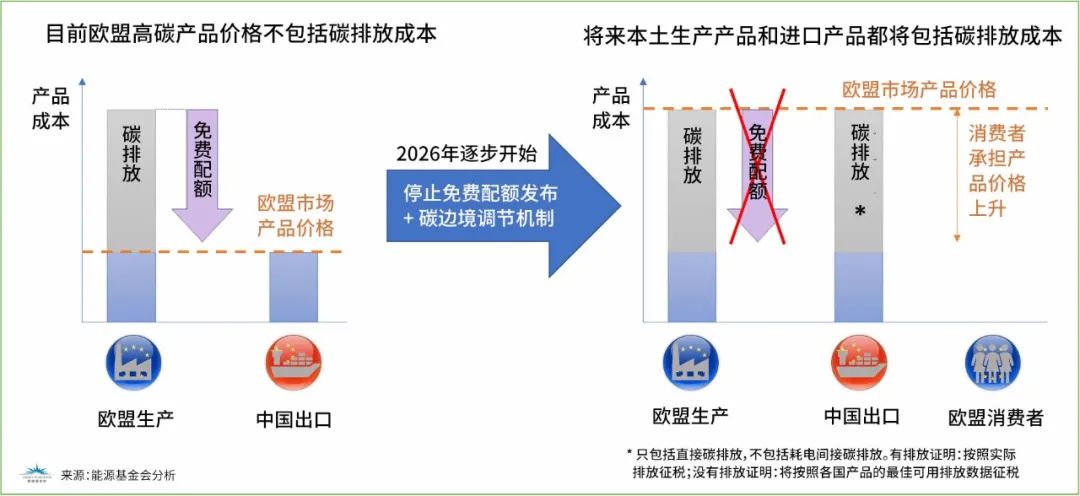 目前欧盟高碳产品价格不包括碳排放成本
产品
成本
碳排放
免费配额
欧盟市场
产品价格
欧盟生产
中国出口
2026年逐步开始
停止免费配额发布
+ 碳边境调节机制
将来本土生产产品和进口产品都将包括碳排放成本
欧盟市场产品价格
产品
成本
碳排放
免费配额
碳排放
*
消费者
承担产
品价格
上升
欧盟生产
中国出口
欧盟消费者
* 只包括直接碳排放,不包括耗电间接碳排放。有排放证明:按照实际
排放征税;没有排放证明:将按照各国产品的最佳可用排放数据征税
来源:能源基金会分析